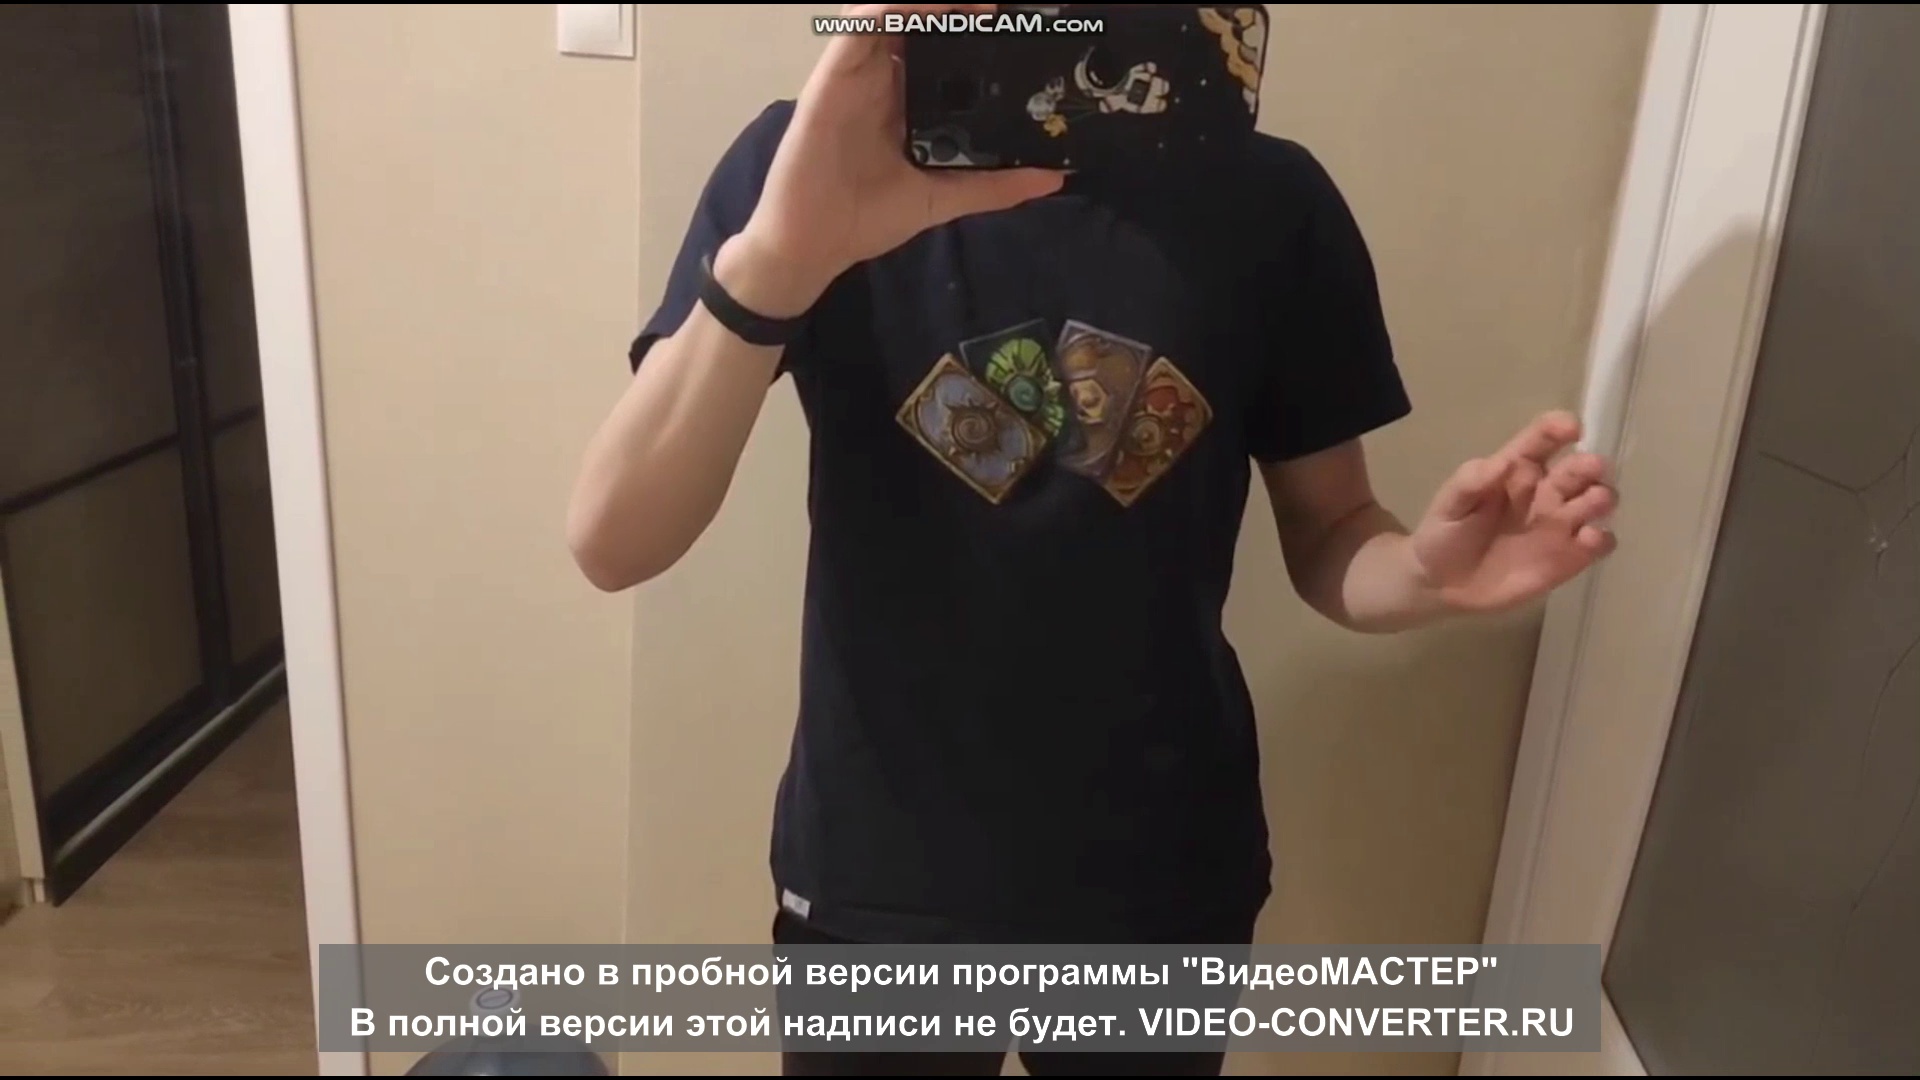 www.BANDICAM.com
Создано в пробной версии программы "ВидеоМАСТЕР"
В полной версии этой надписи не будет. VIDEO-CONVERTER.RU